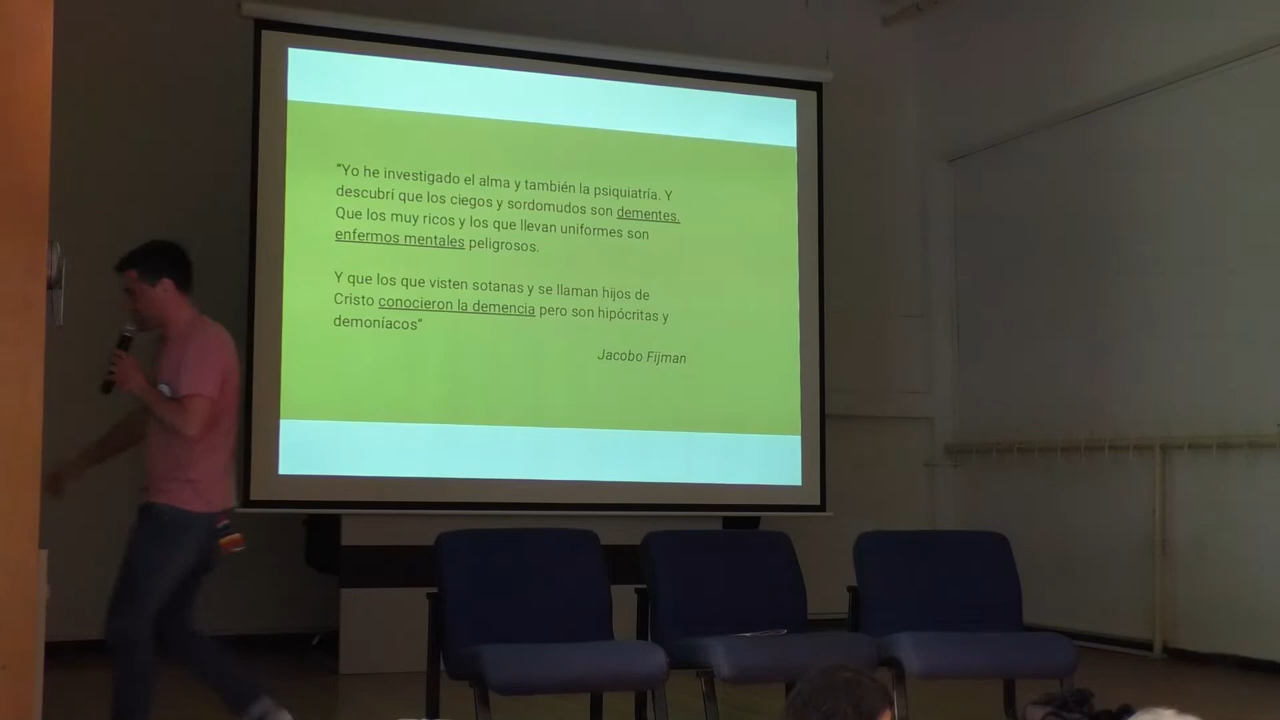 “Yo he investigado el alma y también la psiquiatría. Y
descubrí que los ciegos y sordomudos son dementes.
Que los muy ricos y los que llevan uniformes son
enfermos mentales peligrosos.
Y que los que visten sotanas y se llaman hijos de
Cristo conocieron la demencia pero son hipócritas y
demoníacos“
Jacobo Fijman